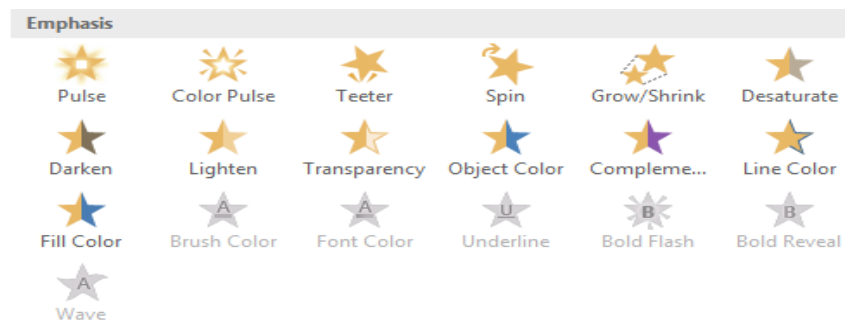 Emphasis
Pulse Color Pulse Teeter Spin Grow/Shrink Desaturate
Darken Lighten Transparency Object Color Compleme... Line Color
A A U B B
Fill Color Brush Color Font Color Underline Bold Flash Bold Reveal
A
Wave